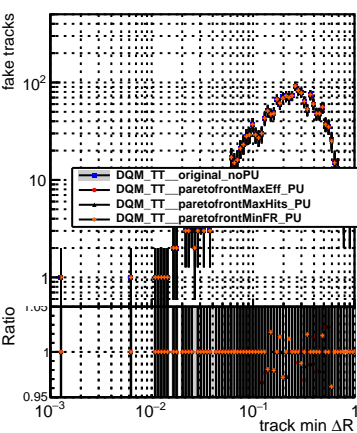 fake tracks
10²
DQM_TT__original_noPU
DQM_TT__paretofrontMaxEff_PU
10
DQM_TT__paretofrontMaxHits_PU
DQM_TT__paretofrontMinFR_PU
1
1.05
Ratio
1
0.95
10⁻³ 10⁻² 10⁻¹ 1
track min ΔR